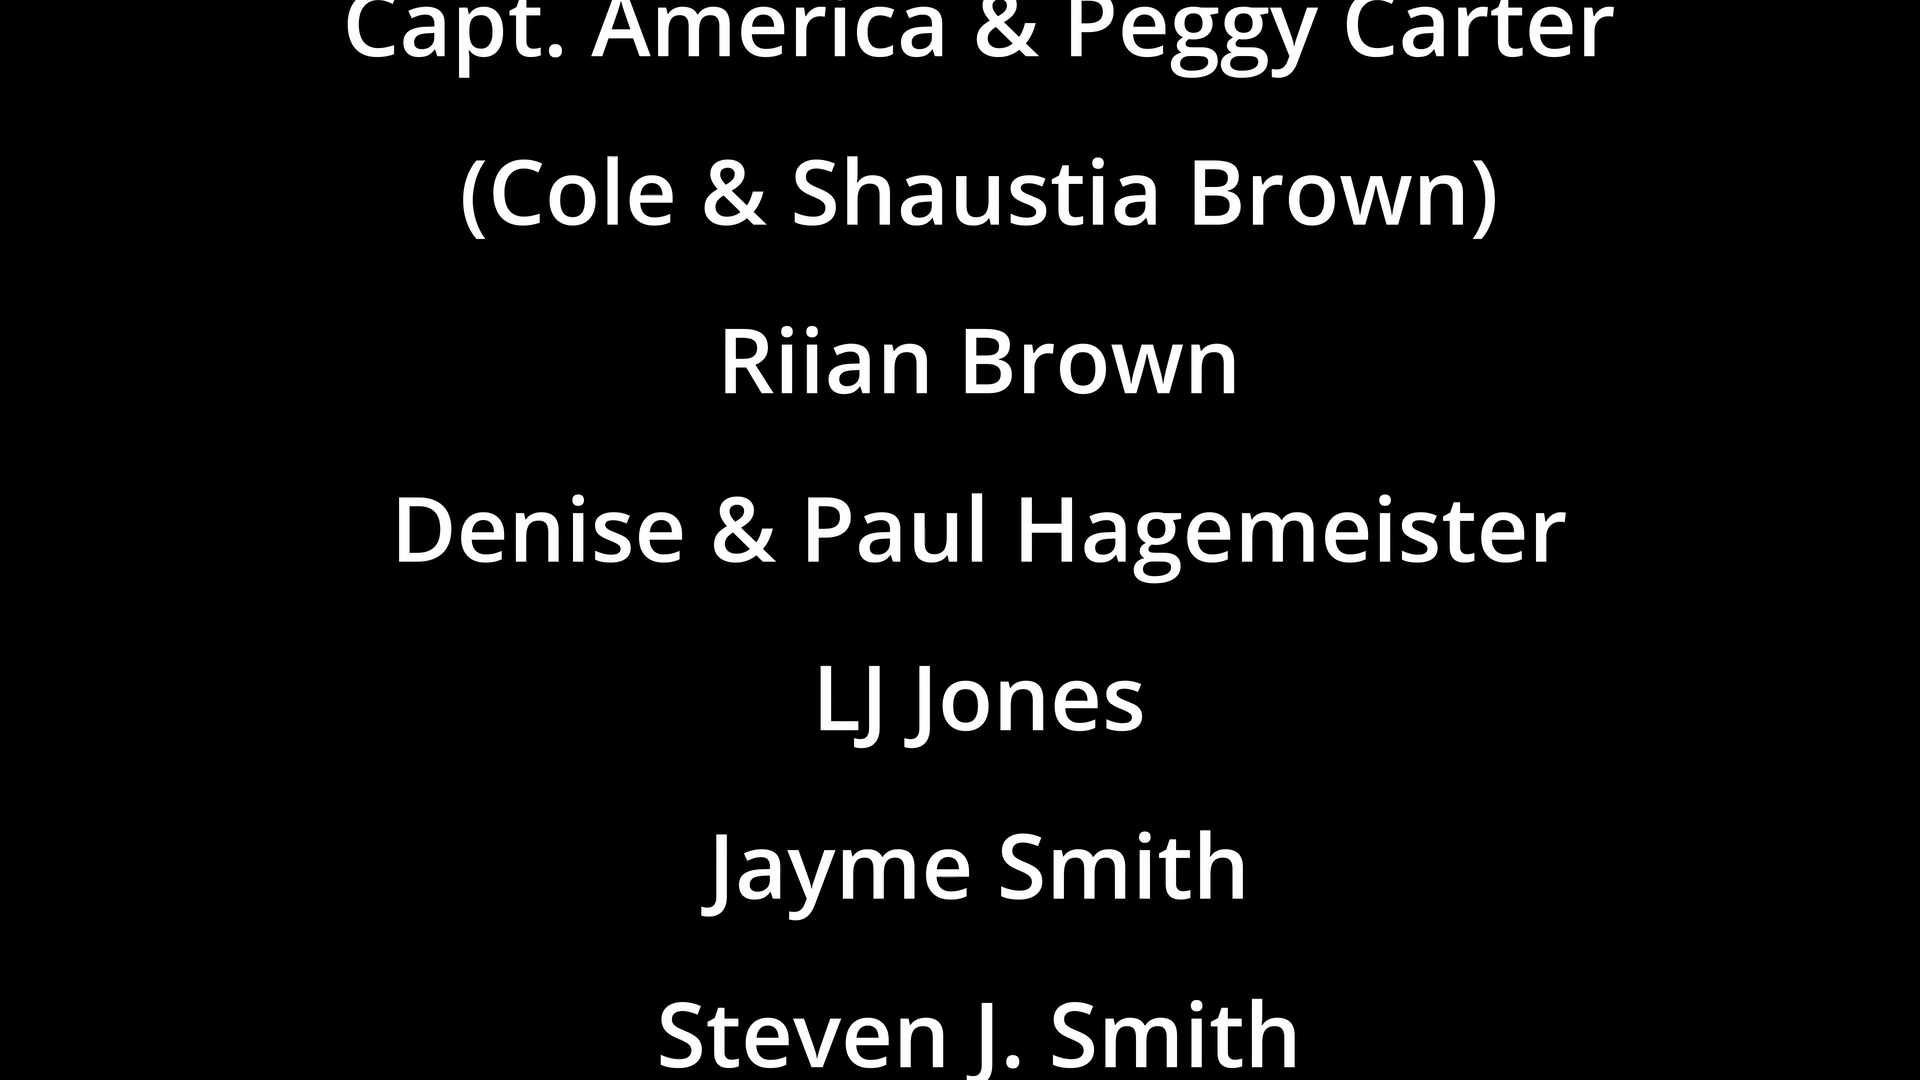 Capt. America & Peggy Carter
(Cole & Shaustia Brown)
Riian Brown
Denise & Paul Hagemeister
LJ Jones
Jayme Smith
Steven J. Smith